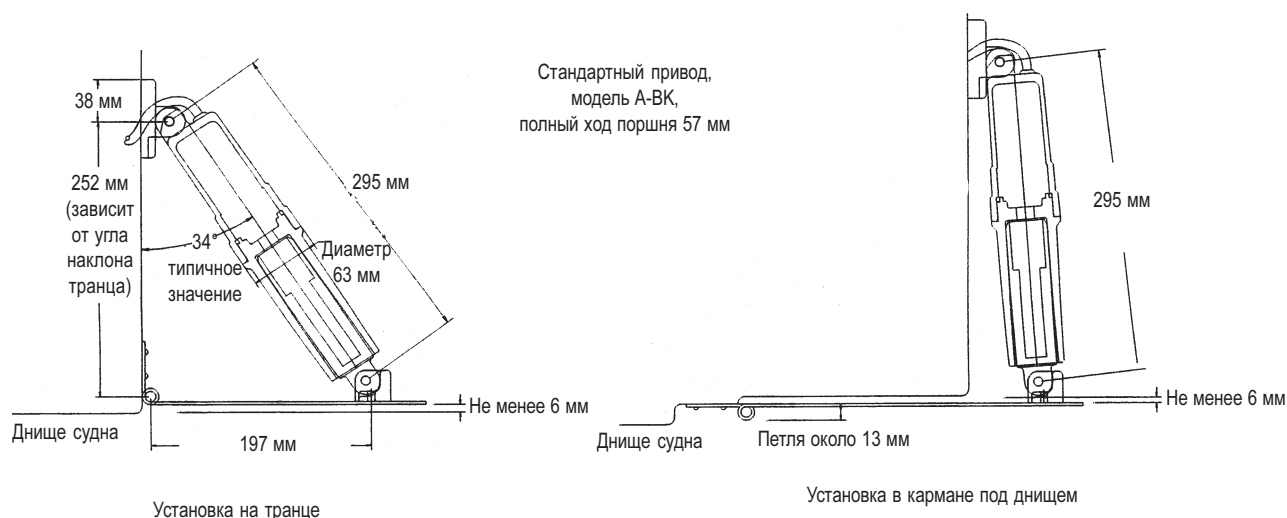 Стандартный привод,
модель A-BK,
полный ход поршня 57 мм
38 мм
252 мм
(зависит
от угла
наклона
транца)
34°
типичное
значение
Диаметр
63 мм
295 мм
Не менее 6 мм
Днище судна
197 мм
Установка на транце
295 мм
Не менее 6 мм
Днище судна
Петля около 13 мм
Установка в кармане под днищем